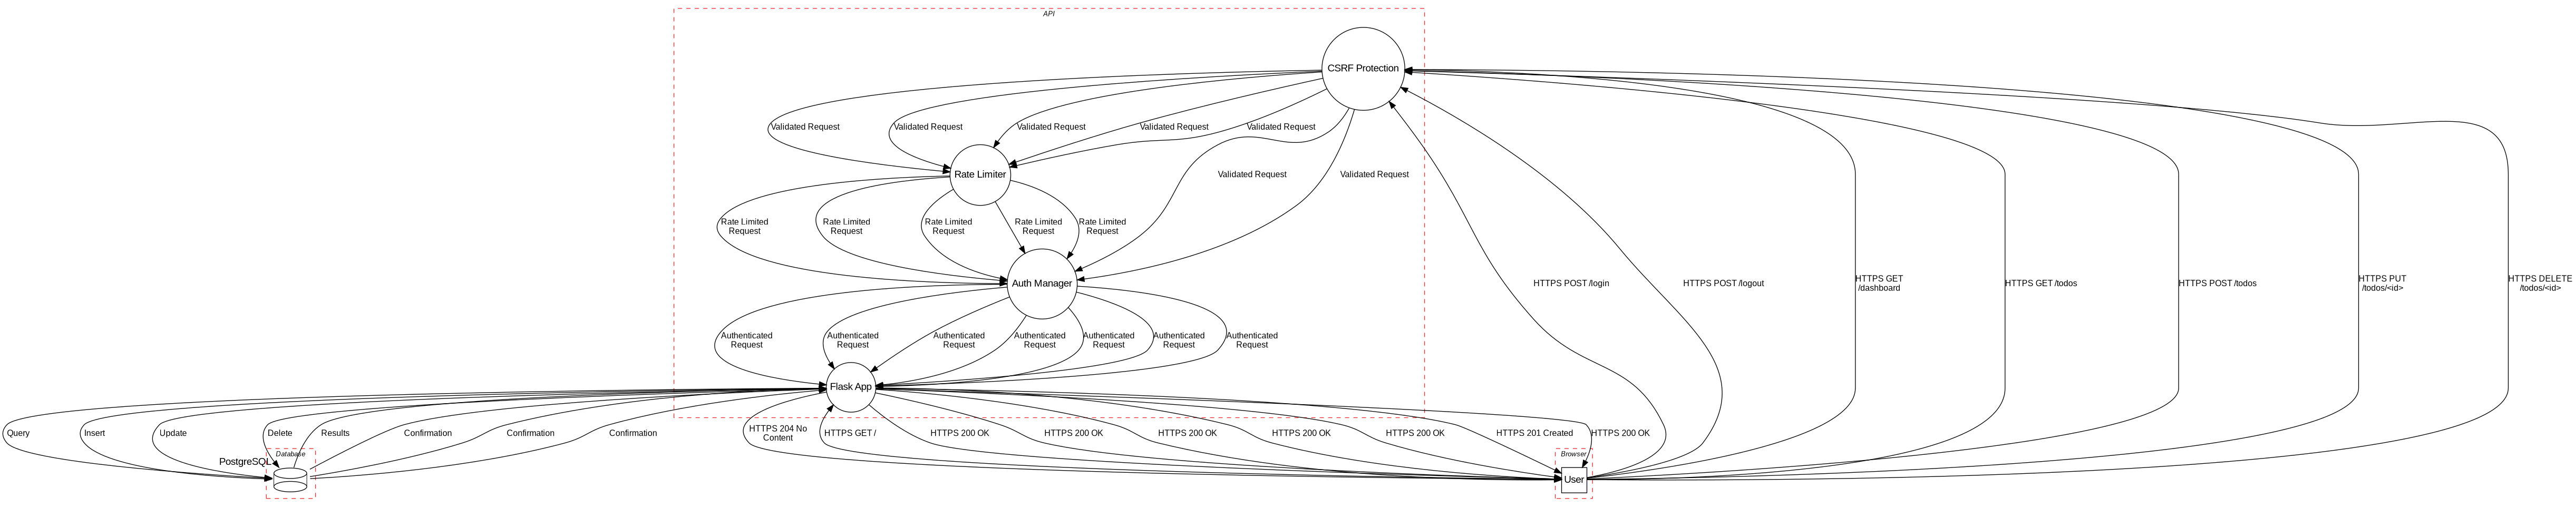 API
CSRF Protection
Validated Request
Validated Request
Validated Request
Validated Request
Validated Request
Rate Limiter
Validated Request
Validated Request
Rate Limited
Request
Rate Limited
Request
Rate Limited
Request
Rate Limited
Request
Rate Limited
Request
Auth Manager
HTTPS POST /login
HTTPS POST /logout
HTTPS GET
/dashboard
HTTPS GET /todos
HTTPS POST /todos
HTTPS PUT
/todos/<id>
HTTPS DELETE
/todos/<id>
Authenticated
Request
Authenticated
Request
Authenticated
Request
Authenticated
Request
Authenticated
Request
Authenticated
Request
Authenticated
Request
Flask App
Query
Insert
Update
Delete
Results
Confirmation
Confirmation
Confirmation
HTTPS 204 No
Content
HTTPS GET /
HTTPS 200 OK
HTTPS 200 OK
HTTPS 200 OK
HTTPS 200 OK
HTTPS 200 OK
HTTPS 201 Created
HTTPS 200 OK
Database
PostgreSQL
Browser
User